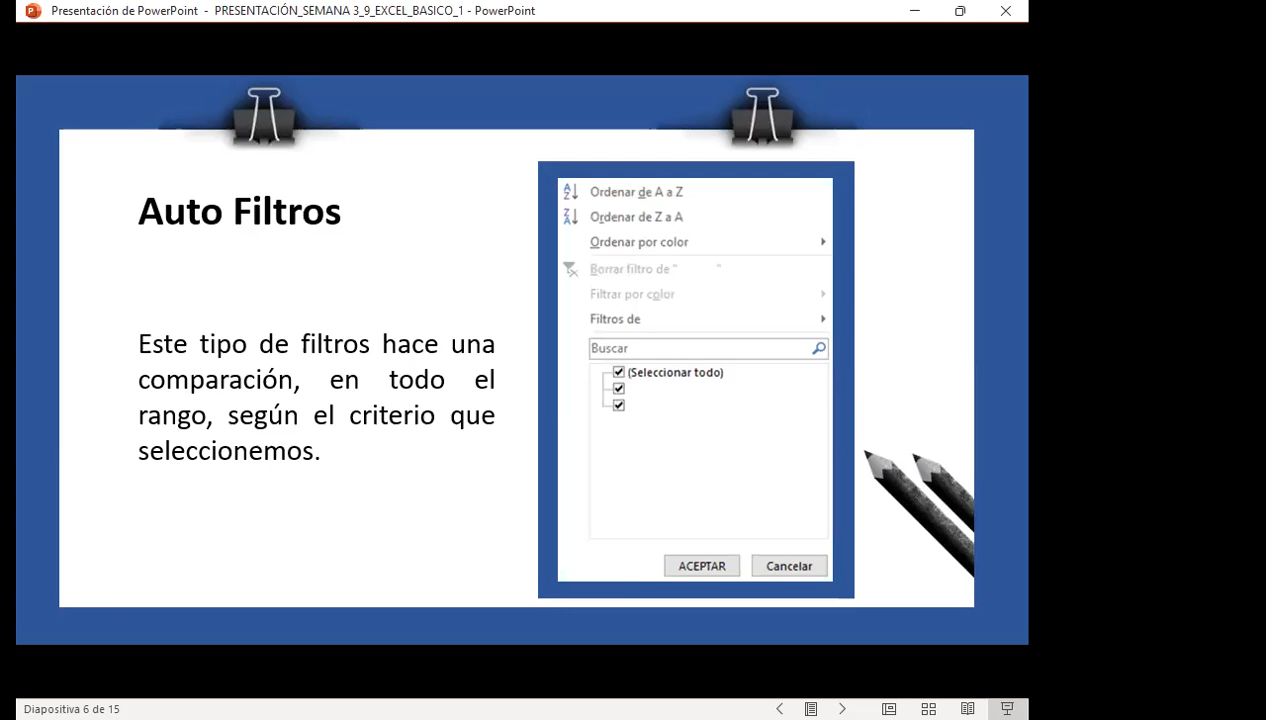 Presentación de PowerPoint - PRESENTACIÓN_SEMANA 3_9_EXCEL_BASICO_1 - PowerPoint
Auto Filtros
Este tipo de filtros hace una
comparación, en todo el
rango, según el criterio que
seleccionemos.
Ordenar de A a Z
Ordenar de Z a A
Ordenar por color
Borrar filtro de " "
Filtrar por color
Filtros de
Buscar
(Seleccionar todo)
ACEPTAR Cancelar
Diapositiva 6 de 15